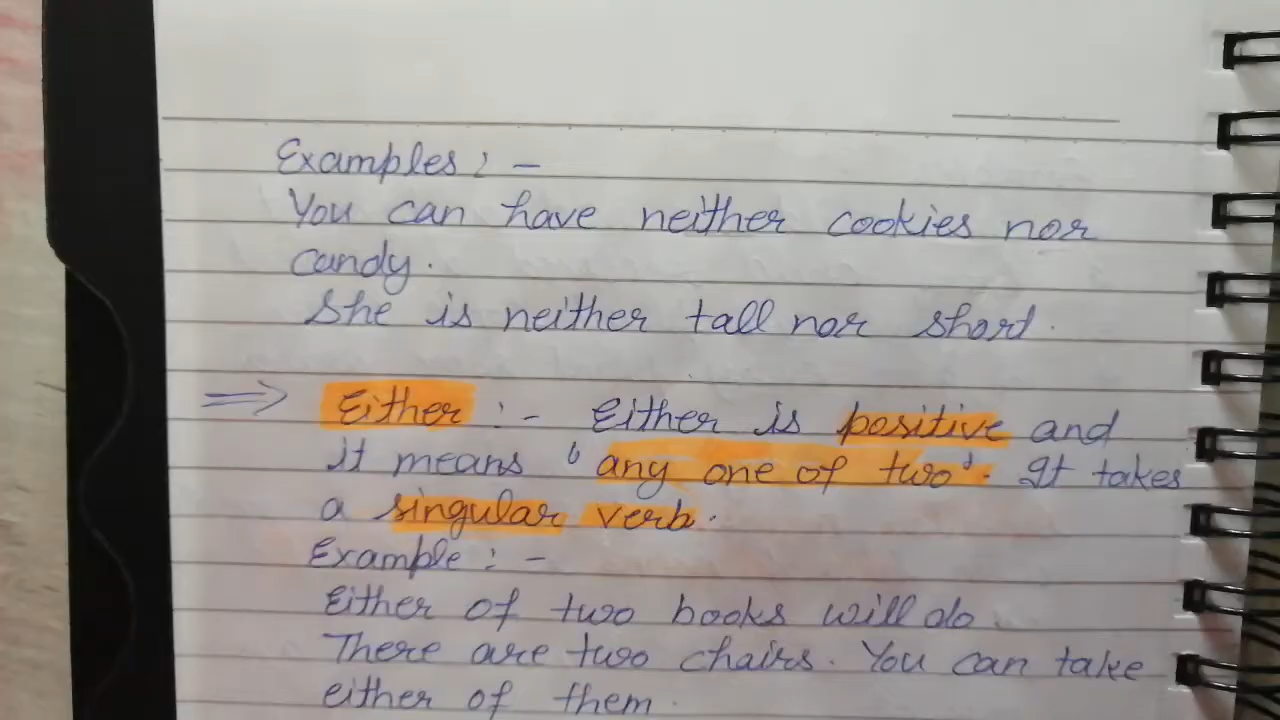 Examples : -
You can have neither cookies nor
candy.
She is neither tall nor short.
⇒ Either : - Either is positive and
it means 'any one of two'. It takes
a singular verb.
Example : -
Either of two books will do.
There are two chairs. You can take
either of them.